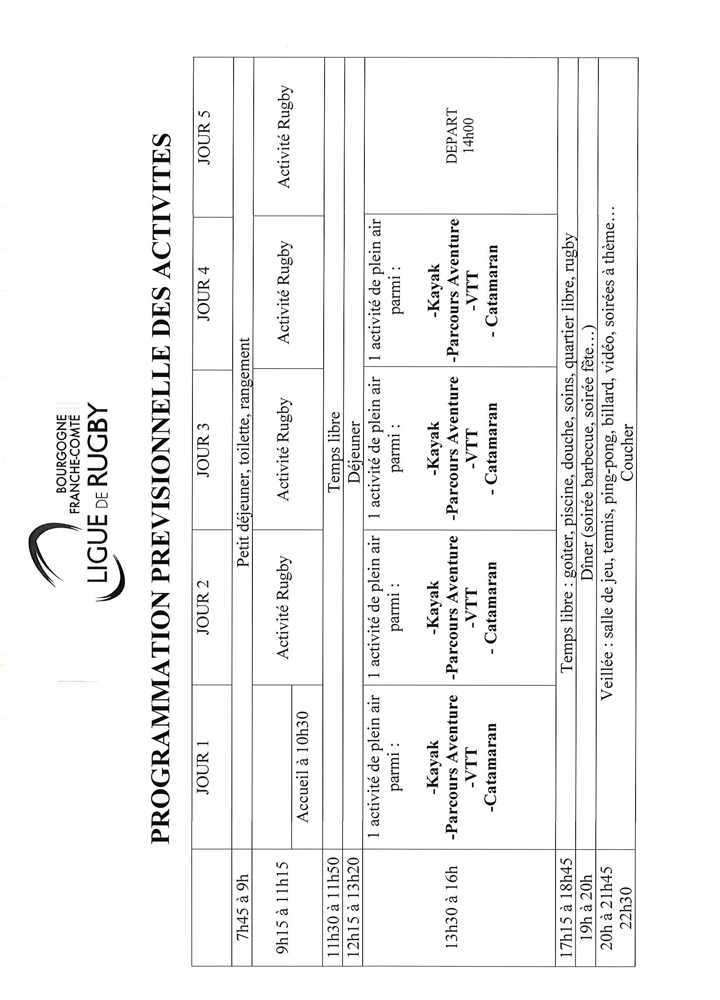 BOURGOGNE
FRANCHE-COMTÉ
LIGUE DE RUGBY
PROGRAMMATION PREVISIONNELLE DES ACTIVITES
JOUR 1 JOUR 2 JOUR 3 JOUR 4 JOUR 5
7h45 à 9h Petit déjeuner, toilette, rangement
9h15 à 11h15 Activité Rugby Activité Rugby Activité Rugby Activité Rugby
Accueil à 10h30
11h30 à 11h50 Temps libre
12h15 à 13h20 Déjeuner
1 activité de plein air 1 activité de plein air 1 activité de plein air 1 activité de plein air
parmi : parmi : parmi : parmi :
-Kayak -Kayak -Kayak -Kayak
13h30 à 16h -Parcours Aventure -Parcours Aventure -Parcours Aventure -Parcours Aventure DEPART
-VTT -VTT -VTT -VTT 14h00
-Catamaran - Catamaran - Catamaran - Catamaran
17h15 à 18h45 Temps libre : goûter, piscine, douche, soins, quartier libre, rugby
19h à 20h Dîner (soirée barbecue, soirée fête…)
20h à 21h45 Veillée : salle de jeu, tennis, ping-pong, billard, vidéo, soirées à thème…
22h30 Coucher